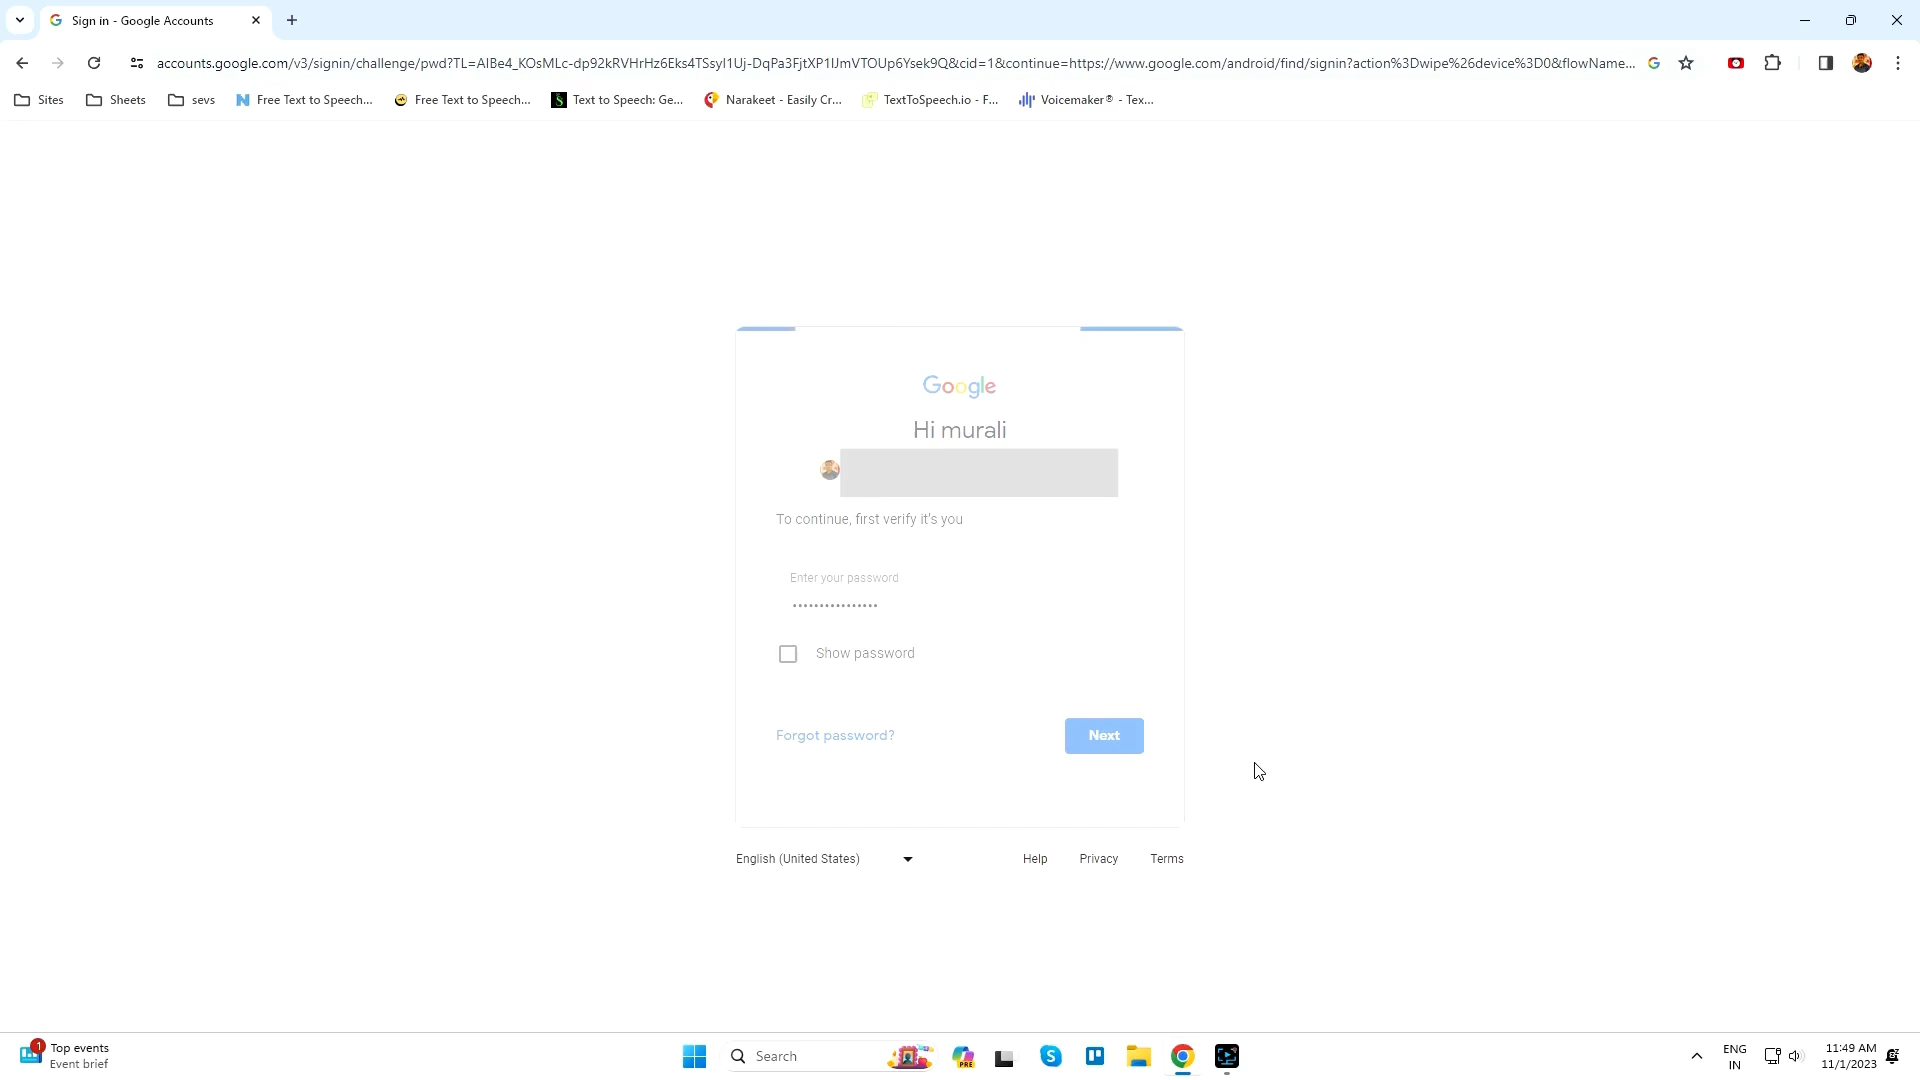 Sign in - Google Accounts
accounts.google.com/v3/signin/challenge/pwd?TL=AIBe4_KOsMLc-dp92kRVHrHz6Eks4TSsyI1Uj-DqPa3FjtXP1IJmVTOUp6Ysek9Q&cid=1&continue=https://www.google.com/android/find/signin?action%3Dwipe%26device%3D0&flowName...
Sites
Sheets
sevs
Free Text to Speech...
Free Text to Speech...
Text to Speech: Ge...
Narakeet - Easily Cr...
TextToSpeech.io - F...
Voicemaker® - Tex...
Google
Hi murali
To continue, first verify it's you
Enter your password
Show password
Forgot password?
Next
English (United States)
Help
Privacy
Terms
1
Top events
Event brief
Search
PRE
ENG
IN
11:49 AM
11/1/2023